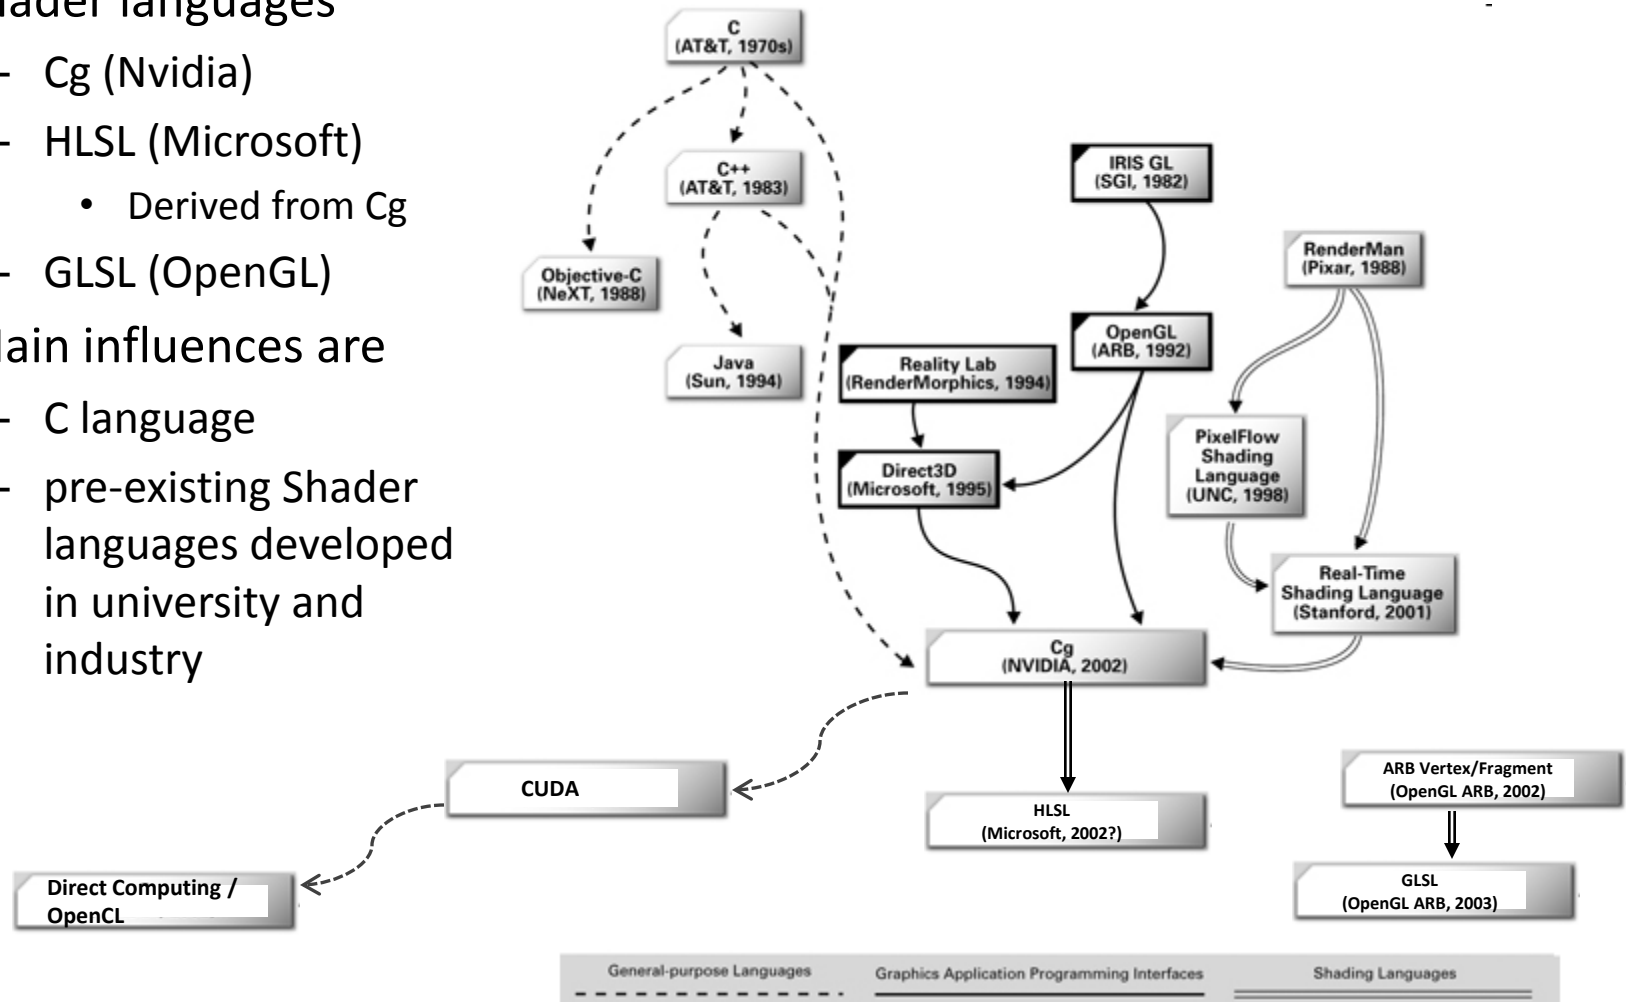 ader languages
- Cg (Nvidia)
- HLSL (Microsoft)
• Derived from Cg
- GLSL (OpenGL)
ain influences are
- C language
- pre-existing Shader
languages developed
in university and
industry
C
(AT&T, 1970s)
C++
(AT&T, 1983)
Objective-C
(NeXT, 1988)
Java
(Sun, 1994)
IRIS GL
(SGI, 1982)
RenderMan
(Pixar, 1988)
OpenGL
(ARB, 1992)
Reality Lab
(RenderMorphics, 1994)
Direct3D
(Microsoft, 1995)
PixelFlow
Shading
Language
(UNC, 1998)
Real-Time
Shading Language
(Stanford, 2001)
Cg
(NVIDIA, 2002)
CUDA
HLSL
(Microsoft, 2002?)
ARB Vertex/Fragment
(OpenGL ARB, 2002)
Direct Computing /
OpenCL
GLSL
(OpenGL ARB, 2003)
General-purpose Languages
Graphics Application Programming Interfaces
Shading Languages